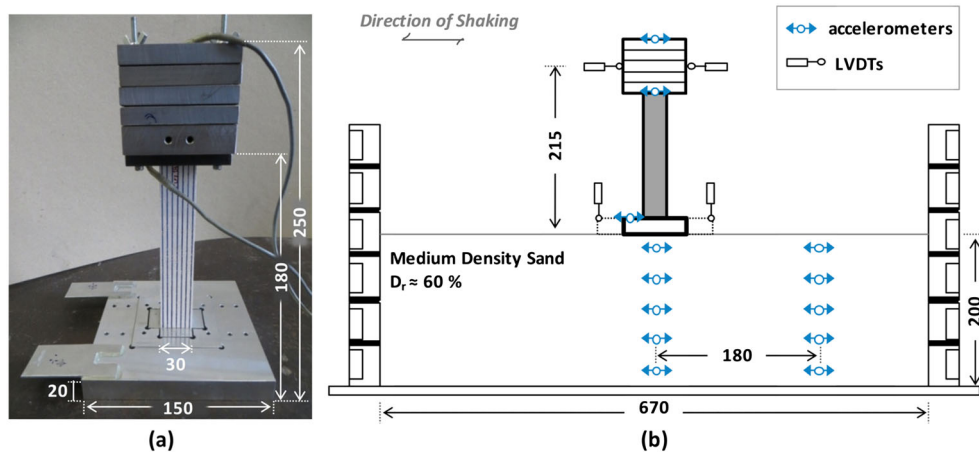 Direction of Shaking
accelerometers
LVDTs
250
180
30
20
150
(a)
215
Medium Density Sand
Dr ≈ 60 %
180
200
670
(b)